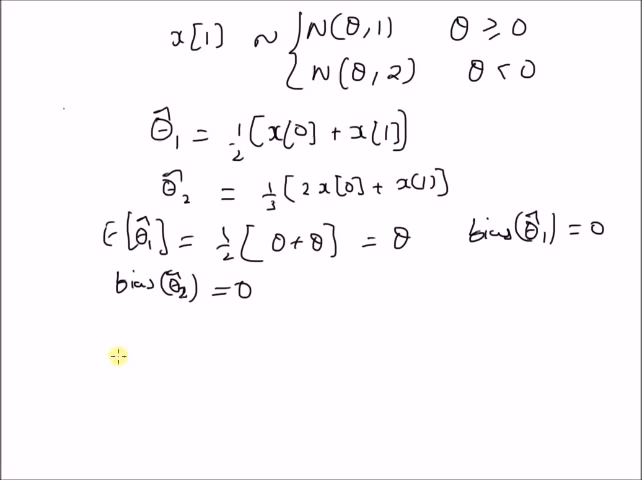 x[1] ~ { N(θ,1) θ ≥ 0
N(θ,2) θ < 0
θ̂₁ = 1/2 [x[0] + x[1]]
θ̂₂ = 1/3 [2x[0] + x[1]]
E[θ̂₁] = 1/2 [θ+θ] = θ bias(θ̂₁) = 0
bias(θ̂₂) = 0